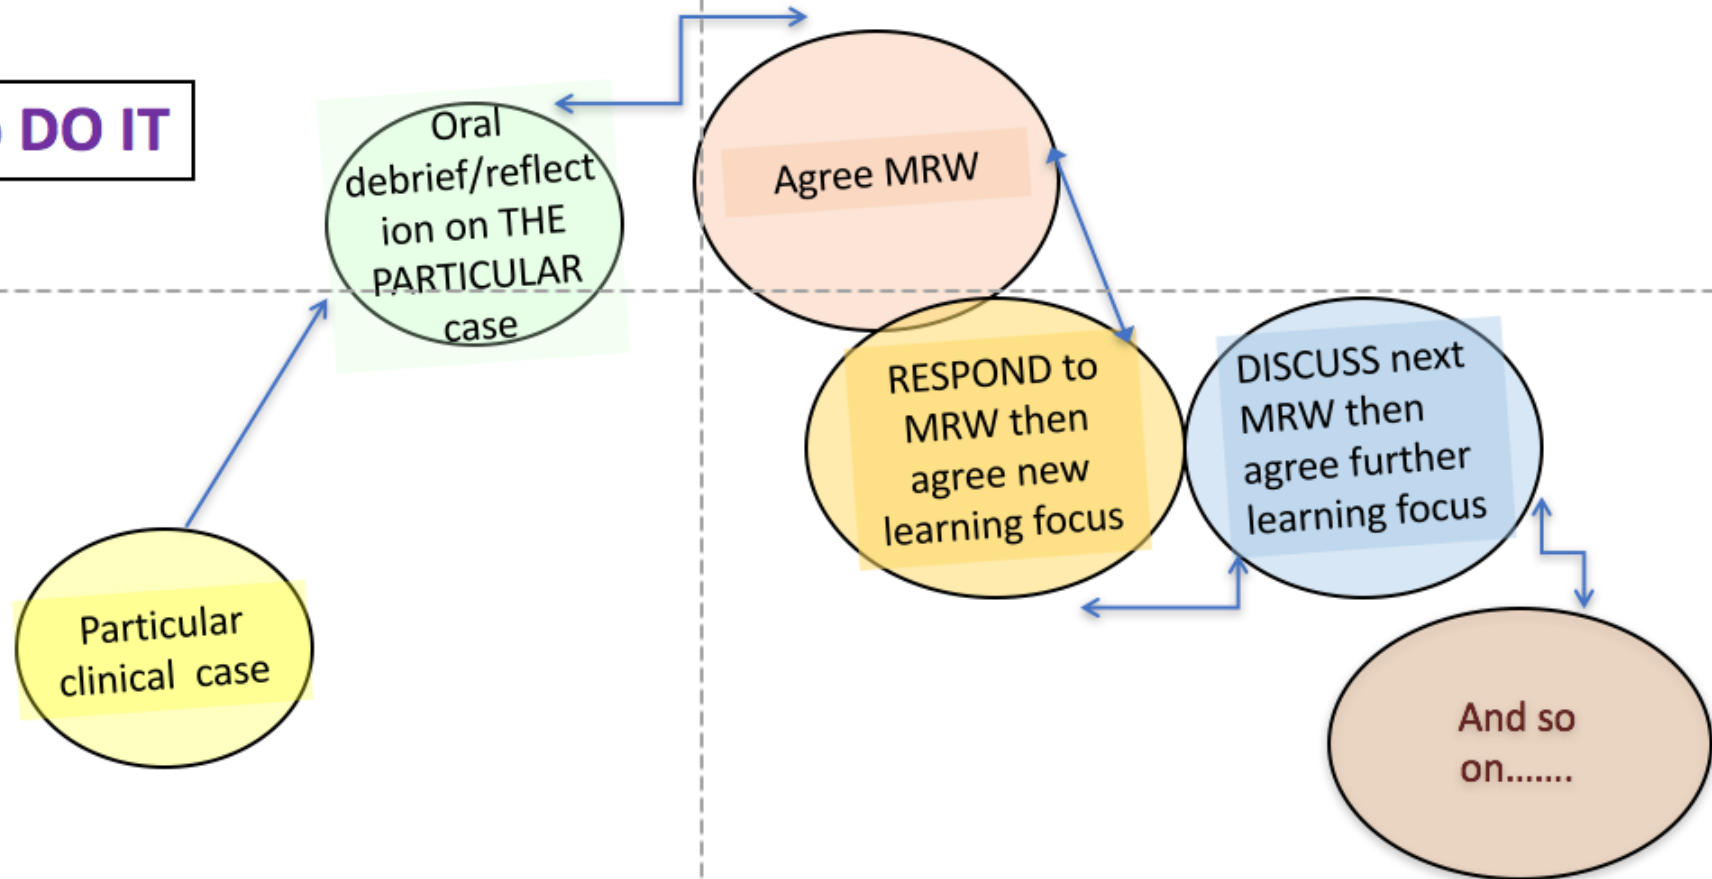 DO IT
Oral
debrief/reflect
ion on THE
PARTICULAR
case
Agree MRW
RESPOND to
MRW then
agree new
learning focus
DISCUSS next
MRW then
agree further
learning focus
Particular
clinical case
And so
on.......